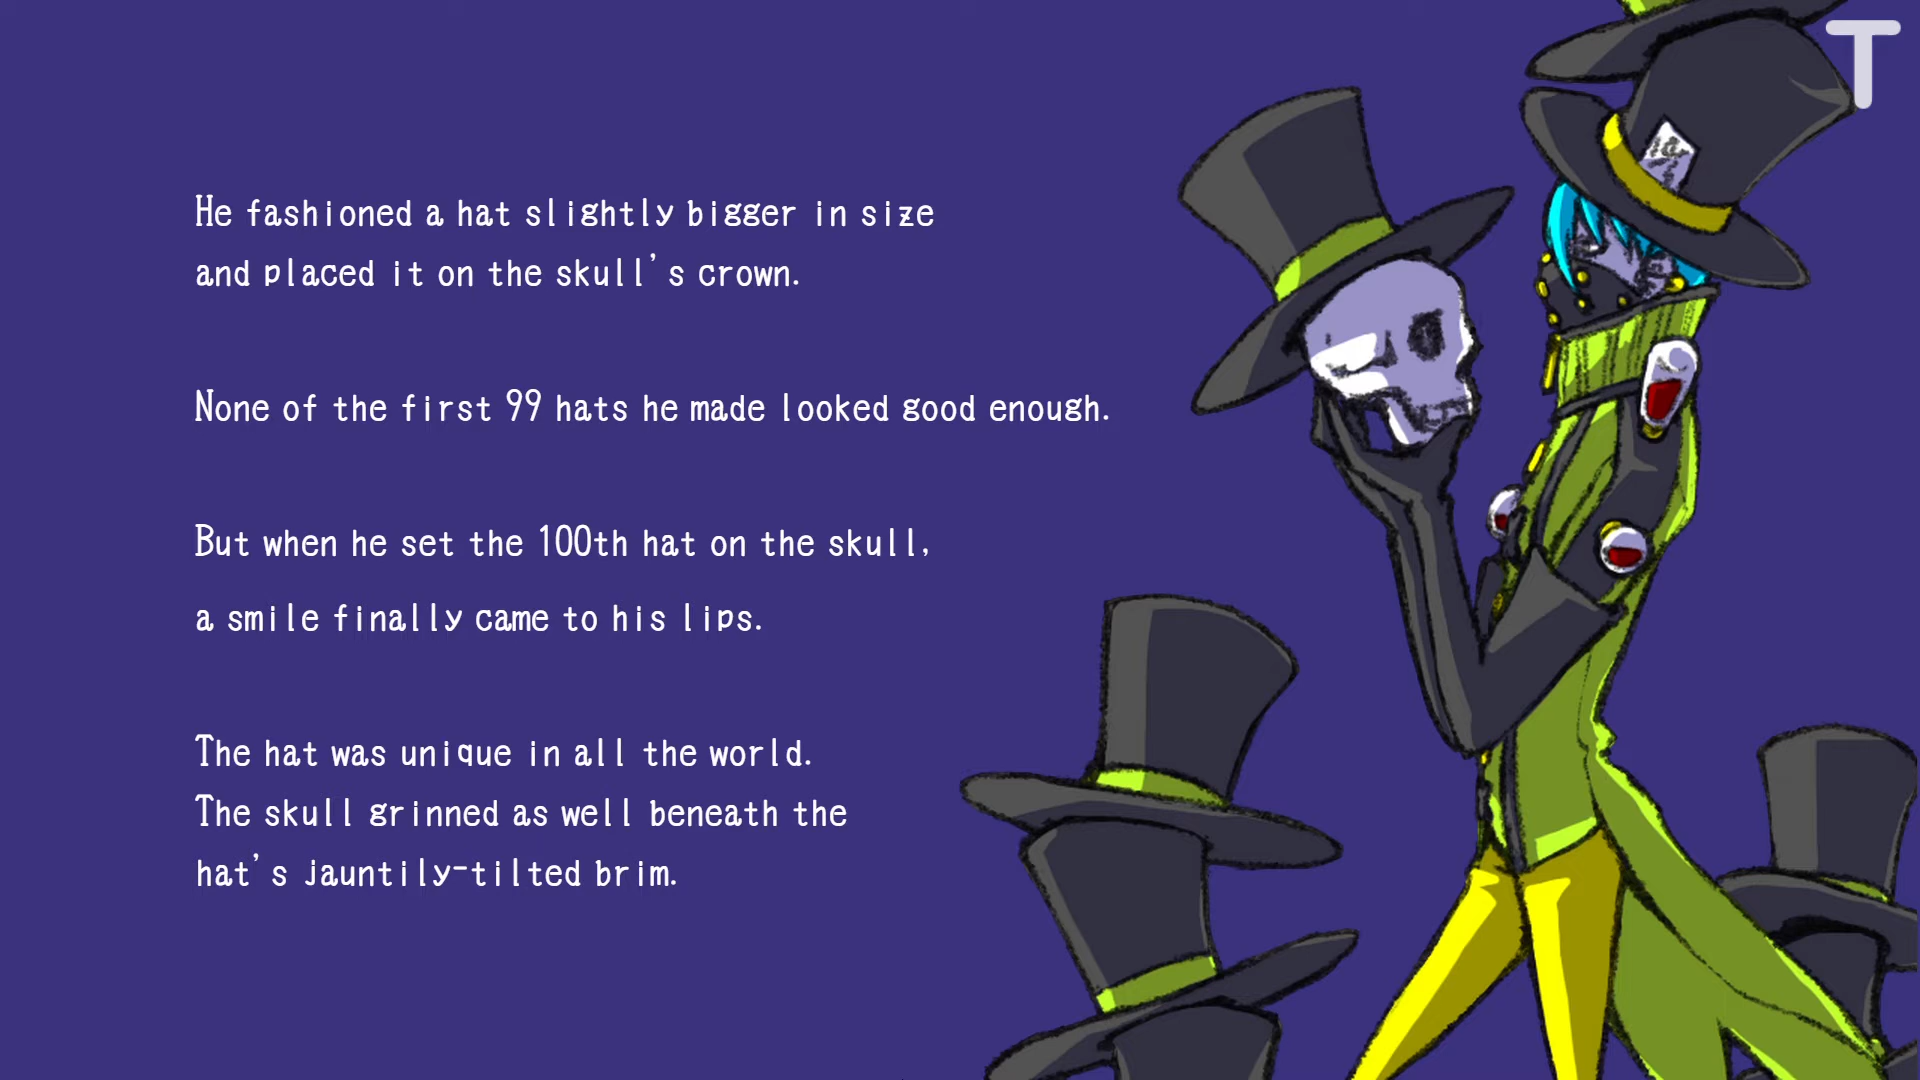 T
He fashioned a hat slightly bigger in size
and placed it on the skull's crown.
None of the first 99 hats he made looked good enough.
But when he set the 100th hat on the skull,
a smile finally came to his lips.
The hat was unique in all the world.
The skull grinned as well beneath the
hat's jauntily-tilted brim.